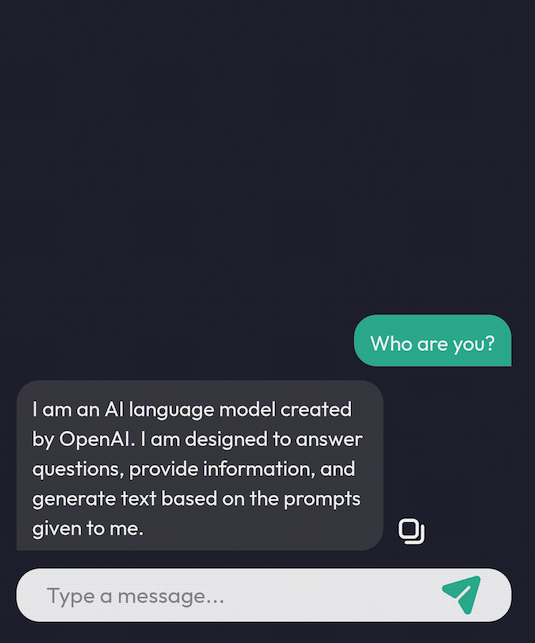 Who are you?
I am an AI language model created
by OpenAI. I am designed to answer
questions, provide information, and
generate text based on the prompts
given to me.
Type a message...